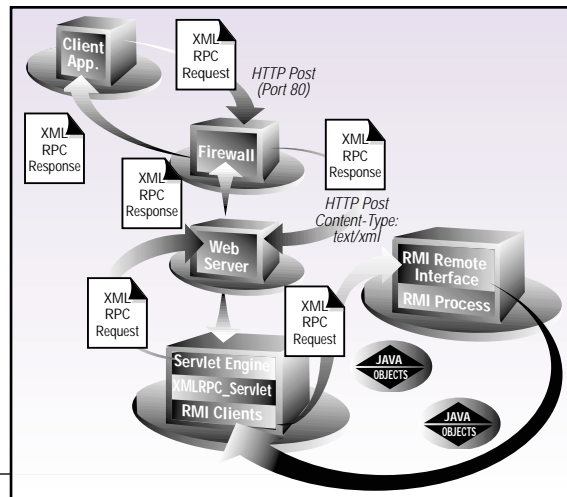 Client
App.
XML
RPC
Request
HTTP Post
(Port 80)
XML
RPC
Response
Firewall
XML
RPC
Response
XML
RPC
Response
HTTP Post
Content-Type:
text/xml
Web
Server
RMI Remote
Interface
RMI Process
XML
RPC
Request
XML
RPC
Request
Servlet Engine
XMLRPC_Servlet
RMI Clients
JAVA
OBJECTS
JAVA
OBJECTS